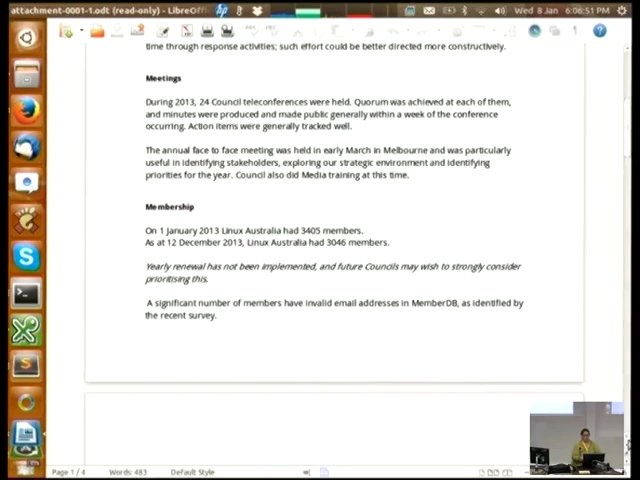 attachment-0001-1.odt (read-only) - LibreOffi
Wed 8 Jan 6:06:51 PM
time through response activities; such effort could be better directed more constructively.
Meetings
During 2013, 24 Council teleconferences were held. Quorum was achieved at each of them,
and minutes were produced and made public generally within a week of the conference
occurring. Action items were generally tracked well.
The annual face to face meeting was held in early March in Melbourne and was particularly
useful in identifying stakeholders, exploring our strategic environment and identifying
priorities for the year. Council also did Media training at this time.
Membership
On 1 January 2013 Linux Australia had 3405 members.
As at 12 December 2013, Linux Australia had 3046 members.
Yearly renewal has not been implemented, and future Councils may wish to strongly consider
prioritising this.
A significant number of members have invalid email addresses in MemberDB, as identified by
the recent survey.
Page 1 / 4 Words: 483 Default Style